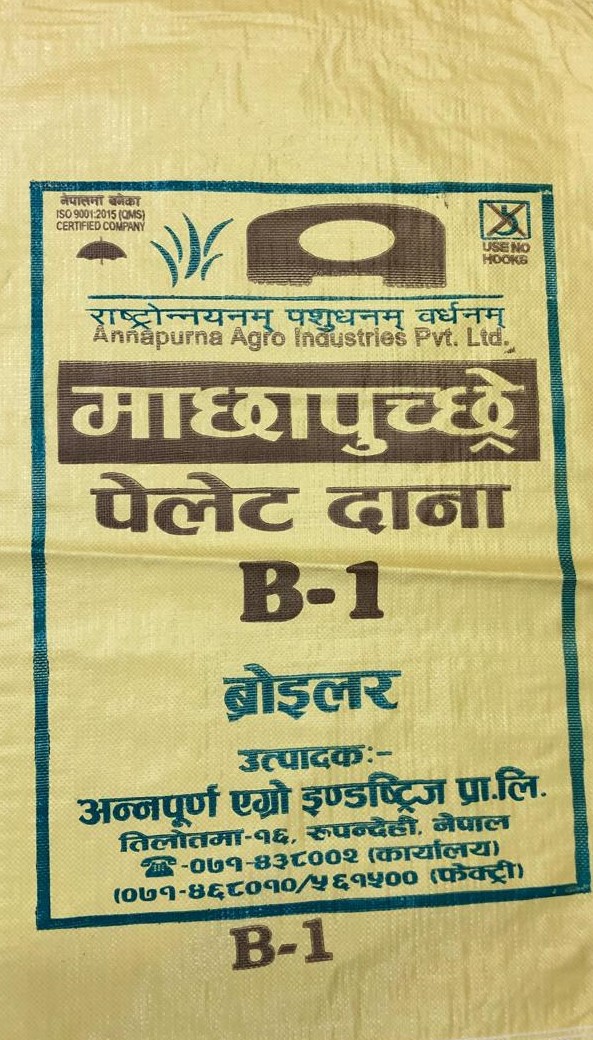 नेपालमा बनेको
ISO 9001:2015 (QMS)
CERTIFIED COMPANY
USE NO
HOOKS
राष्ट्रोन्नयनम् पशुधनम् वर्धनम्
Annapurna Agro Industries Pvt. Ltd.
माछापुच्छ्रे
पेलेट दाना
B-1
ब्रोइलर
उत्पादकः-
अन्नपूर्ण एग्रो इण्डष्ट्रिज प्रा.लि.
तिलोतमा-१६, रुपन्देही, नेपाल
☎-०७१-४३८००२ (कार्यालय)
(०७१-४६८०१०/५६१५०० (फेक्ट्री)
B-1